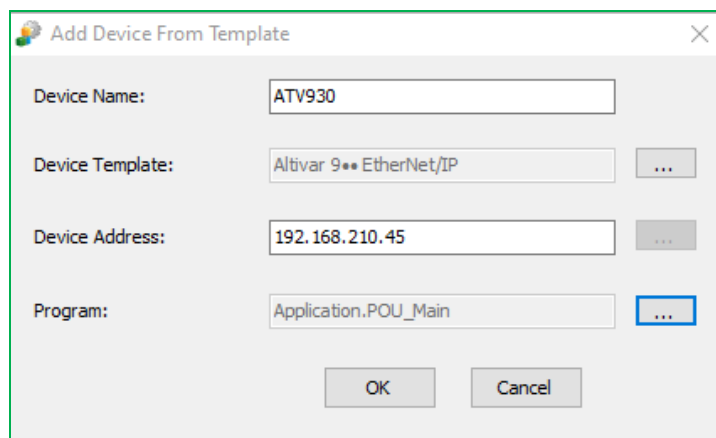 Add Device From Template
Device Name:
ATV930
Device Template:
Altivar 9•• EtherNet/IP
...
Device Address:
192.168.210.45
...
Program:
Application.POU_Main
...
OK
Cancel